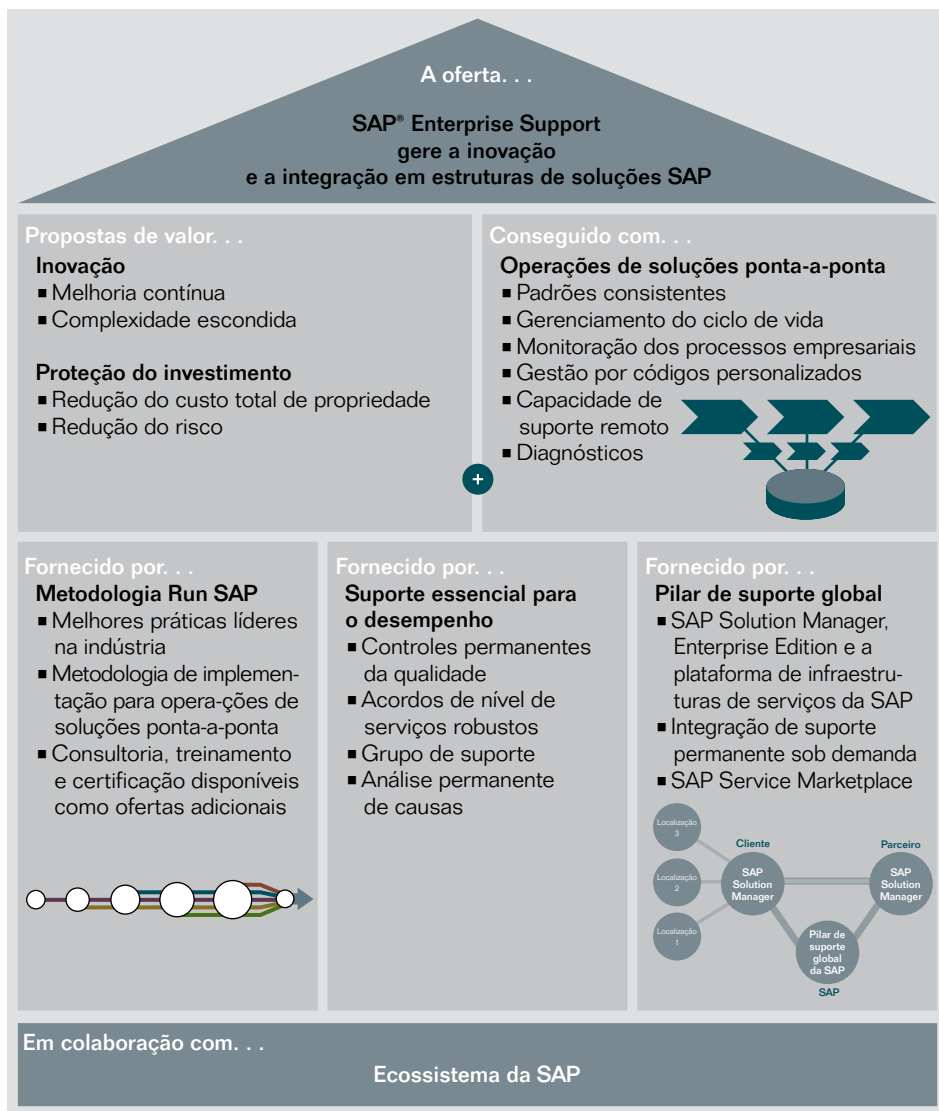 A oferta. . .
SAP® Enterprise Support
gere a inovação
e a integração em estruturas de soluções SAP
Propostas de valor. . .
Inovação
▪ Melhoria contínua
▪ Complexidade escondida
Proteção do investimento
▪ Redução do custo total de propriedade
▪ Redução do risco
+
Conseguido com. . .
Operações de soluções ponta-a-ponta
▪ Padrões consistentes
▪ Gerenciamento do ciclo de vida
▪ Monitoração dos processos empresariais
▪ Gestão por códigos personalizados
▪ Capacidade de
suporte remoto
▪ Diagnósticos
Fornecido por. . .
Metodologia Run SAP
▪ Melhores práticas líderes
na indústria
▪ Metodologia de implemen-
tação para opera-ções de
soluções ponta-a-ponta
▪ Consultoria, treinamento
e certificação disponíveis
como ofertas adicionais
Fornecido por. . .
Suporte essencial para
o desempenho
▪ Controles permanentes
da qualidade
▪ Acordos de nível de
serviços robustos
▪ Grupo de suporte
▪ Análise permanente
de causas
Fornecido por. . .
Pilar de suporte global
▪ SAP Solution Manager,
Enterprise Edition e a
plataforma de infraestru-
turas de serviços da SAP
▪ Integração de suporte
permanente sob demanda
▪ SAP Service Marketplace
Localização
3
Localização
2
Localização
1
Cliente
SAP
Solution
Manager
Parceiro
SAP
Solution
Manager
Pilar de
suporte
global
da SAP
SAP
Em colaboração com. . .
Ecossistema da SAP